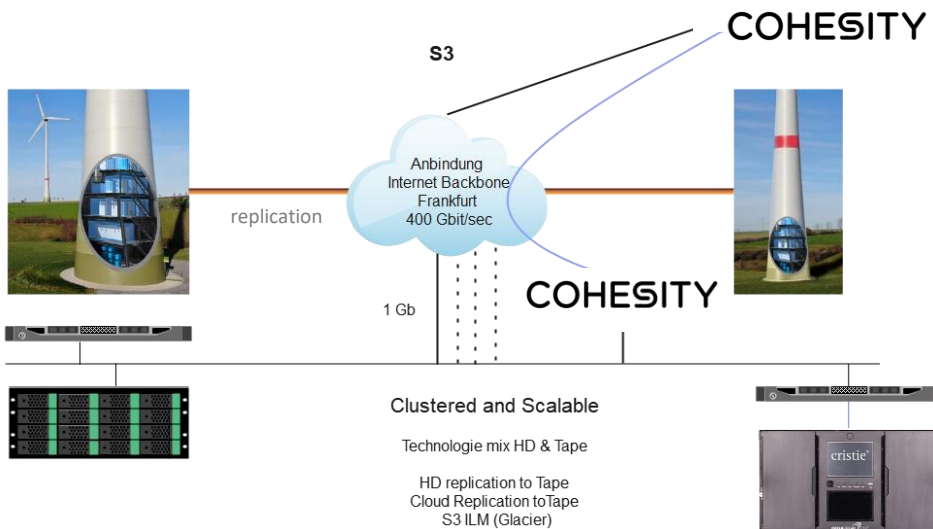 COHESITY
S3
Anbindung
Internet Backbone
Frankfurt
400 Gbit/sec
replication
COHESITY
1 Gb
Clustered and Scalable
Technologie mix HD & Tape
HD replication to Tape
Cloud Replication toTape
S3 ILM (Glacier)
cristie